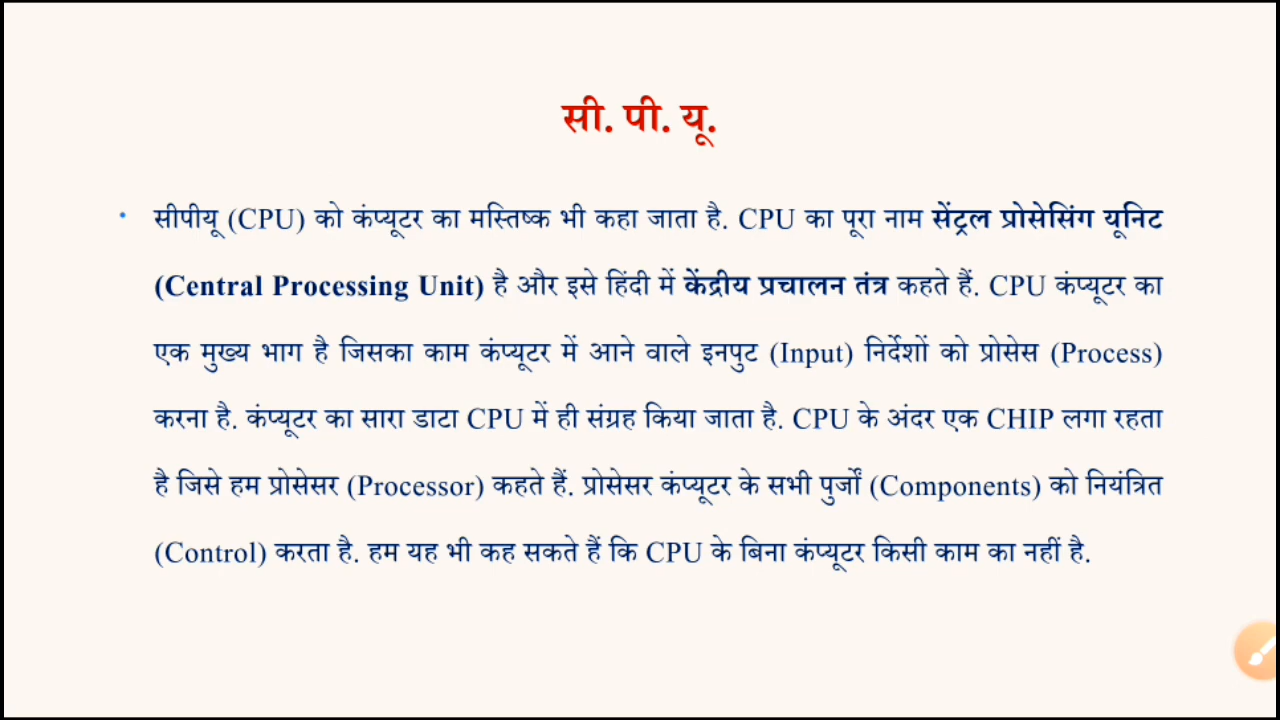 सी. पी. यू.
• सीपीयू (CPU) को कंप्यूटर का मस्तिष्क भी कहा जाता है. CPU का पूरा नाम सेंट्रल प्रोसेसिंग यूनिट
(Central Processing Unit) है और इसे हिंदी में केंद्रीय प्रचालन तंत्र कहते हैं. CPU कंप्यूटर का
एक मुख्य भाग है जिसका काम कंप्यूटर में आने वाले इनपुट (Input) निर्देशों को प्रोसेस (Process)
करना है. कंप्यूटर का सारा डाटा CPU में ही संग्रह किया जाता है. CPU के अंदर एक CHIP लगा रहता
है जिसे हम प्रोसेसर (Processor) कहते हैं. प्रोसेसर कंप्यूटर के सभी पुर्जों (Components) को नियंत्रित
(Control) करता है. हम यह भी कह सकते हैं कि CPU के बिना कंप्यूटर किसी काम का नहीं है.